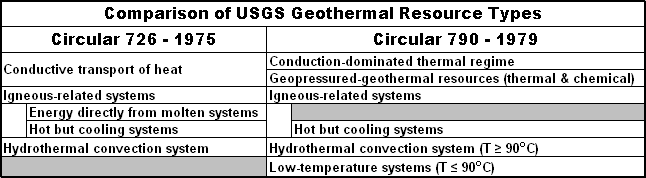 Comparison of USGS Geothermal Resource Types
Circular 726 - 1975
Circular 790 - 1979
Conductive transport of heat
Conduction-dominated thermal regime
Geopressured-geothermal resources (thermal & chemical)
Igneous-related systems
Igneous-related systems
Energy directly from molten systems
Hot but cooling systems
Hot but cooling systems
Hydrothermal convection system
Hydrothermal convection system (T ≥ 90°C)
Low-temperature systems (T ≤ 90°C)